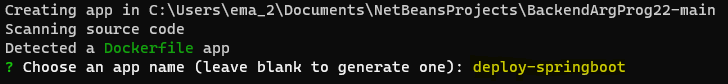 Creating app in C:\Users\ema_2\Documents\NetBeansProjects\BackendArgProg22-main
Scanning source code
Detected a Dockerfile app
? Choose an app name (leave blank to generate one): deploy-springboot